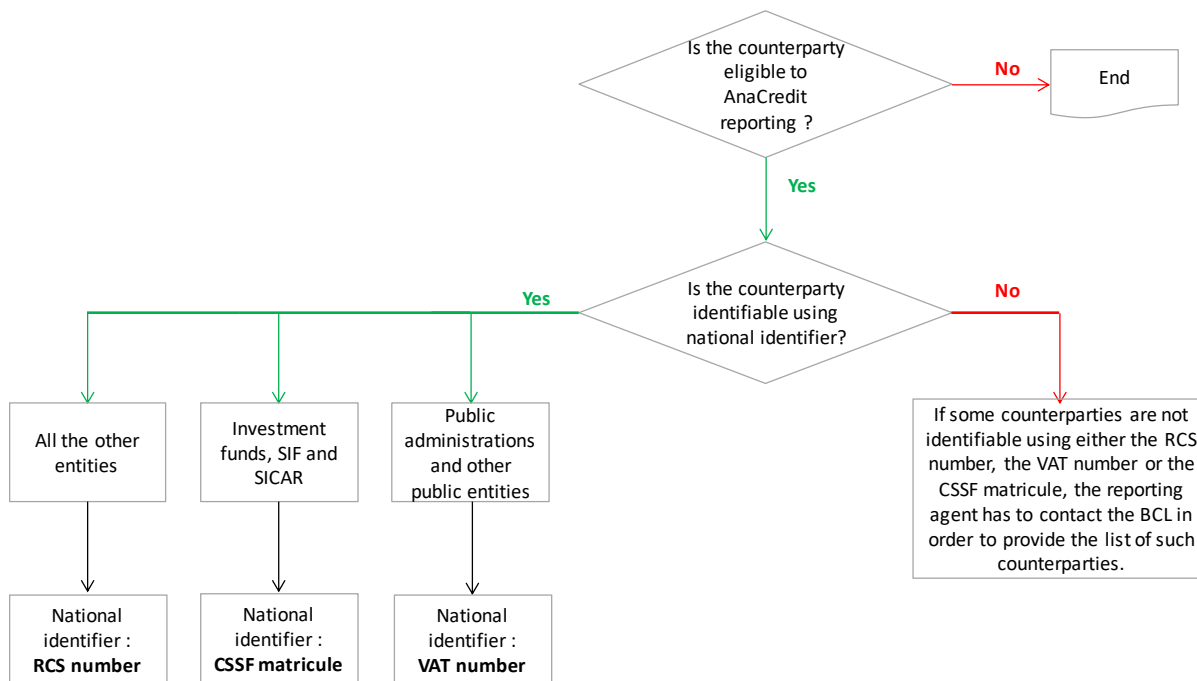 Is the counterparty
eligible to
AnaCredit
reporting ?
No
End
Yes
Is the counterparty
identifiable using
national identifier?
Yes
No
All the other
entities
Investment
funds, SIF and
SICAR
Public
administrations
and other
public entities
If some counterparties are not
identifiable using either the RCS
number, the VAT number or the
CSSF matricule, the reporting
agent has to contact the BCL in
order to provide the list of such
counterparties.
National
identifier :
RCS number
National
identifier :
CSSF matricule
National
identifier :
VAT number